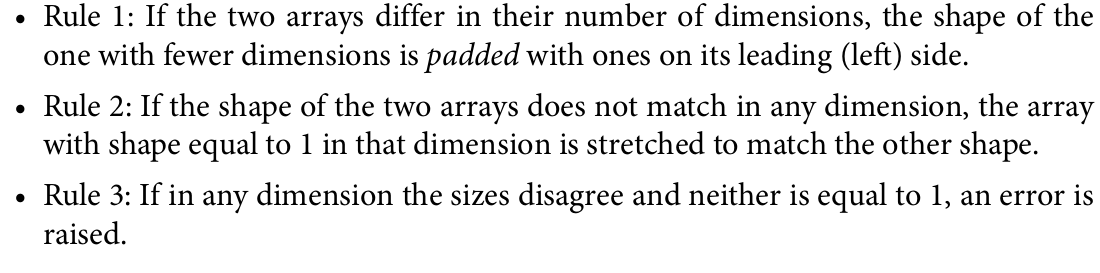 • Rule 1: If the two arrays differ in their number of dimensions, the shape of the
one with fewer dimensions is padded with ones on its leading (left) side.
• Rule 2: If the shape of the two arrays does not match in any dimension, the array
with shape equal to 1 in that dimension is stretched to match the other shape.
• Rule 3: If in any dimension the sizes disagree and neither is equal to 1, an error is
raised.